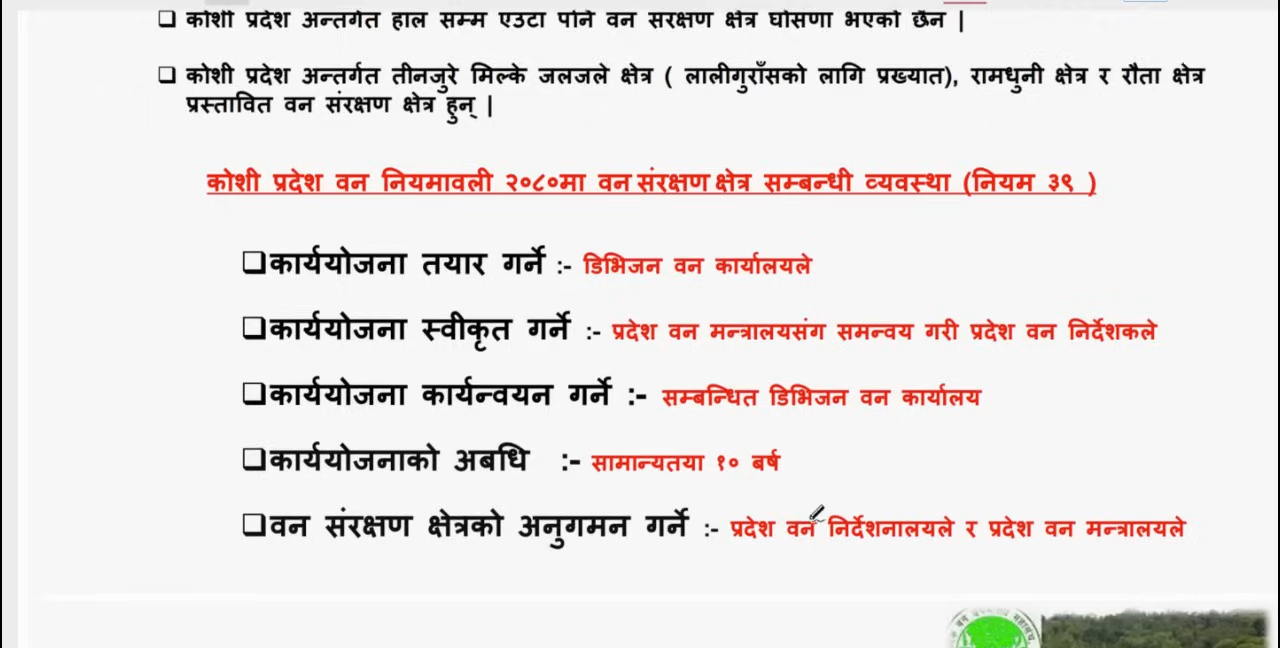 ❑ कोशी प्रदेश अन्तर्गत हाल सम्म एउटा पनि वन संरक्षण क्षेत्र घोसणा भएको छैन |
❑ कोशी प्रदेश अन्तर्गत तीनजुरे मिल्के जलजले क्षेत्र ( लालीगुराँसको लागि प्रख्यात), रामधुनी क्षेत्र र रौता क्षेत्र
प्रस्तावित वन संरक्षण क्षेत्र हुन् |
कोशी प्रदेश वन नियमावली २०८०मा वन संरक्षण क्षेत्र सम्बन्धी व्यवस्था (नियम ३९ )
❑कार्ययोजना तयार गर्ने :- डिभिजन वन कार्यालयले
❑कार्ययोजना स्वीकृत गर्ने :- प्रदेश वन मन्त्रालयसंग समन्वय गरी प्रदेश वन निर्देशकले
❑कार्ययोजना कार्यन्वयन गर्ने :- सम्बन्धित डिभिजन वन कार्यालय
❑कार्ययोजनाको अबधि :- सामान्यतया १० बर्ष
❑वन संरक्षण क्षेत्रको अनुगमन गर्ने :- प्रदेश वन निर्देशनालयले र प्रदेश वन मन्त्रालयले